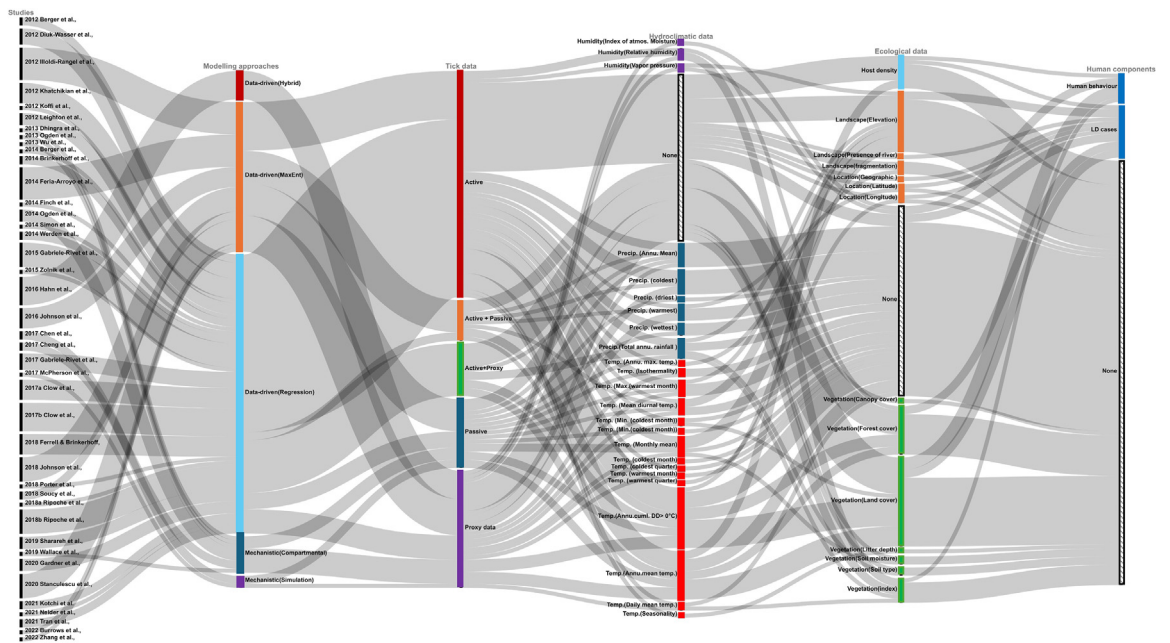 Studies
2012 Berger et al.,
2012 Diuk-Wasser et al.,
2012 Illoldi-Rangel et al.,
2012 Khatchikian et al.,
2012 Koffi et al.,
2012 Leighton et al.,
2013 Dhingra et al.,
2013 Ogden et al.,
2013 Wu et al.,
2014 Berger et al.,
2014 Brinkerhoff et al.,
2014 Feria-Arroyo et al.,
2014 Finch et al.,
2014 Ogden et al.,
2014 Simon et al.,
2014 Werden et al.,
2015 Gabriele-Rivet et al.,
2015 Zolnik et al.,
2016 Hahn et al.,
2016 Johnson et al.,
2017 Chen et al.,
2017 Cheng et al.,
2017 Gabriele-Rivet et al.,
2017 McPherson et al.,
2017a Clow et al.,
2017b Clow et al.,
2018 Ferrell & Brinkerhoff,
2018 Johnson et al.,
2018 Porter et al.,
2018 Soucy et al.,
2018a Ripoche et al.,
2018b Ripoche et al.,
2019 Sharareh et al.,
2019 Wallace et al.,
2020 Gardner et al.,
2020 Stanculescu et al.,
2021 Kotchi et al.,
2021 Nelder et al.,
2021 Tran et al.,
2022 Burrows et al.,
2022 Zhang et al.,
Modelling approaches
Data-driven(Hybrid)
Data-driven(MaxEnt)
Data-driven(Regression)
Mechanistic(Compartmental)
Mechanistic(Simulation)
Tick data
Active
Active + Passive
Active+Proxy
Passive
Proxy data
Hydroclimatic data
Humidity(Index of atmos. Moisture)
Humidity(Relative humidity)
Humidity(Vapor pressure)
None
Precip. (Annu. Mean)
Precip. (coldest )
Precip. (driest )
Precip. (warmest)
Precip. (wettest )
Precip.(Total annu. rainfall )
Temp. (Annu. max. temp.)
Temp. (Isothermality)
Temp. (Max.(warmest month)
Temp. (Mean diurnal temp.)
Temp. (Min. (coldest month))
Temp. (Min.(coldest month))
Temp. (Monthly mean)
Temp. (coldest month)
Temp. (coldest quarter)
Temp. (warmest month)
Temp. (warmest quarter)
Temp.(Annu.cuml. DD> 0°C)
Temp.(Annu.mean temp.)
Temp.(Daily mean temp.)
Temp.(Seasonality)
Ecological data
Host density
Landscape(Elevation)
Landscape(Presence of river)
Landscape(fragmentation)
Location(Geographic )
Location(Latitude)
Location(Longitude)
None
Vegetation(Canopy cover)
Vegetation(Forest cover)
Vegetation(Land cover)
Vegetation(Litter depth)
Vegetation(Soil moisture)
Vegetation(Soil type)
Vegetation(index)
Human components
Human behaviour
LD cases
None